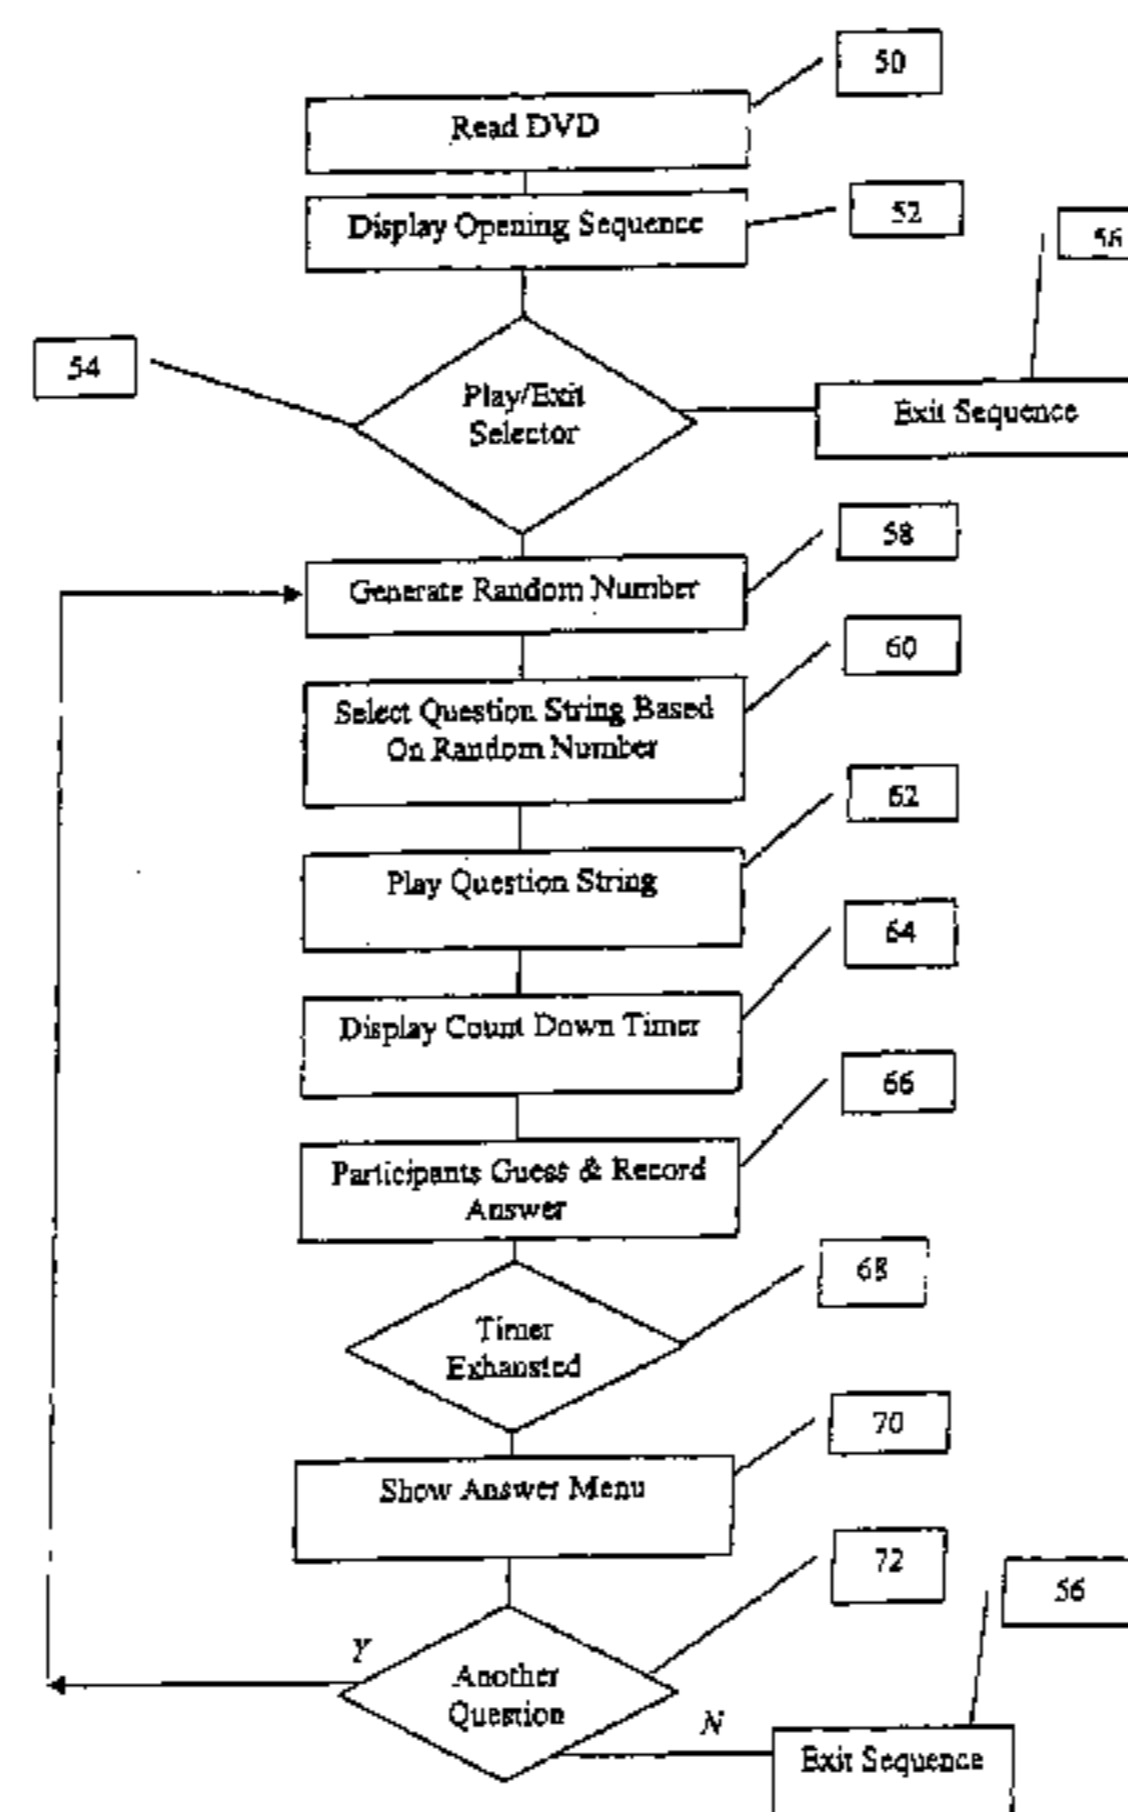 50
Read DVD
Display Opening Sequence
52
56
54
Play/Exit
Selector
Exit Sequence
58
Generate Random Number
60
Select Question String Based
On Random Number
62
Play Question String
64
Display Count Down Timer
66
Participants Guess & Record
Answer
68
Timer
Exhausted
70
Show Answer Menu
72
56
Y
Another
Question
N
Exit Sequence